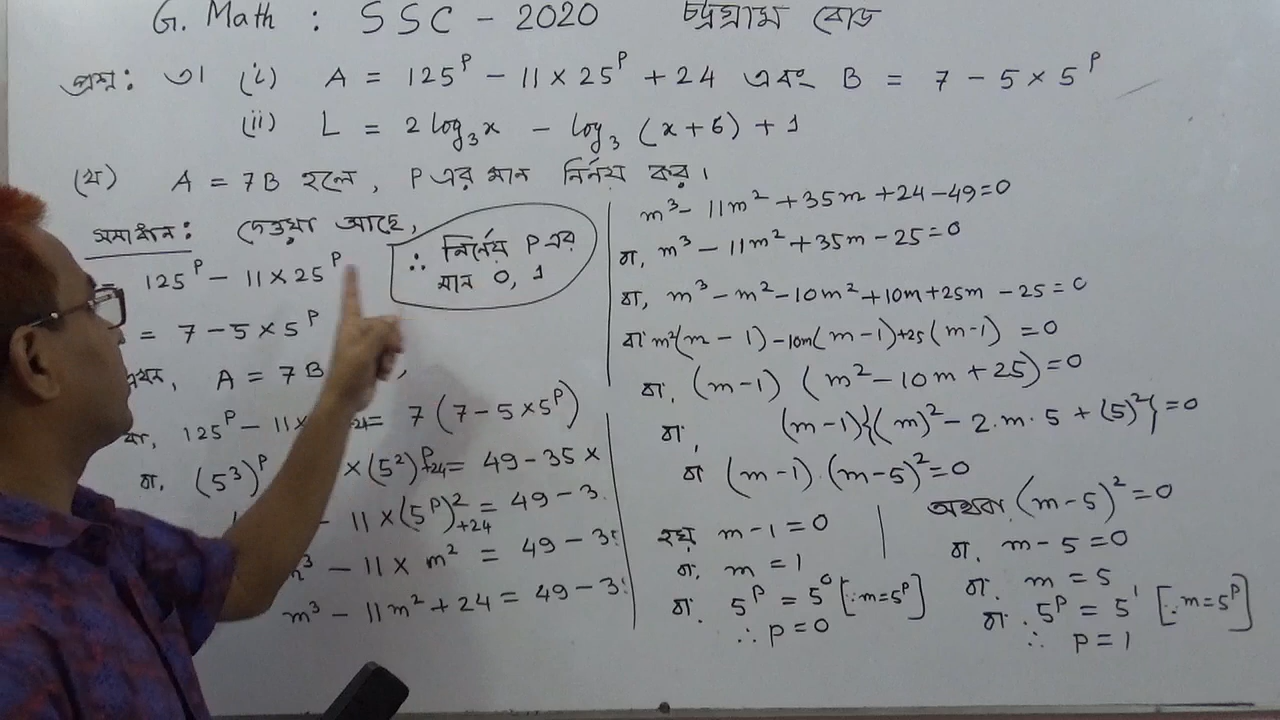 G. Math : SSC - 2020 চট্টগ্রাম বোর্ড
প্রশ্ন: ৩। (i) A = 125^P - 11 × 25^P + 24 এবং B = 7 - 5 × 5^P
(ii) L = 2 log₃x - log₃ (x + 6) + 1
(খ) A = 7B হলে, P এর মান নির্ণয় কর।
সমাধান: দেওয়া আছে,
125^P - 11 × 25^P
= 7 - 5 × 5^P
A = 7B
বা, 125^P - 11× 24 = 7 (7 - 5 × 5^P)
বা, (5³)^P × (5²)^P +24 = 49 - 35 ×
- 11 × (5^P)² +24 = 49 - 3
m³ - 11 × m² = 49 - 35
m³ - 11m² + 24 = 49 - 35
∴ নির্ণেয় P এর
মান 0, 1
m³ - 11m² + 35m + 24 - 49 = 0
বা, m³ - 11m² + 35m - 25 = 0
বা, m³ - m² - 10m² + 10m + 25m - 25 = 0
বা m²(m - 1) - 10m(m - 1) + 25(m - 1) = 0
বা, (m - 1) (m² - 10m + 25) = 0
বা, (m - 1){(m)² - 2.m.5 + (5)²} = 0
বা (m - 1).(m - 5)² = 0
হয় m - 1 = 0
বা, m = 1
বা, 5^P = 5⁰ [∵ m = 5^P]
∴ P = 0
অথবা (m - 5)² = 0
বা, m - 5 = 0
বা, m = 5
বা, 5^P = 5¹ [∵ m = 5^P]
∴ P = 1